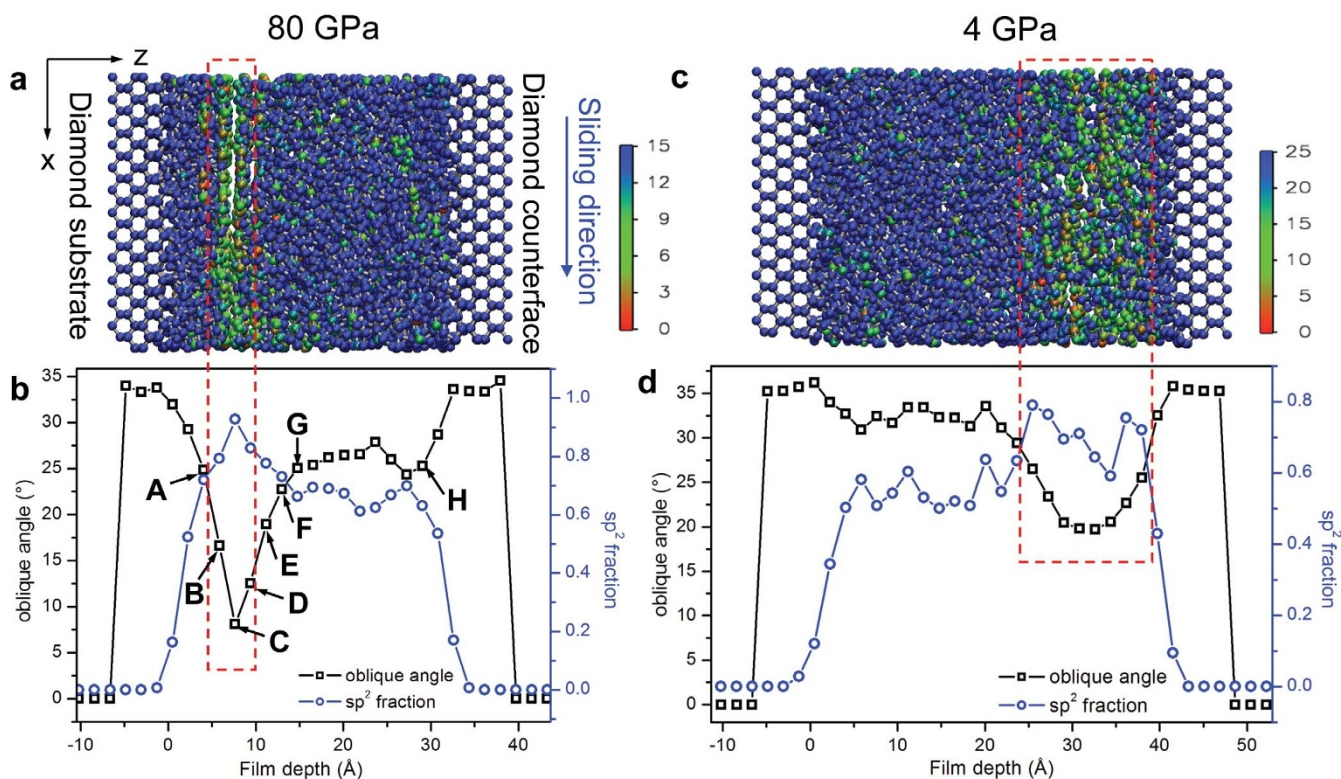 80 GPa
4 GPa
a
z
x
Diamond substrate
Diamond counterface
Sliding direction
15
12
9
6
3
0
c
25
20
15
10
5
0
b
35
30
25
20
15
10
5
0
oblique angle (°)
A
B
C
D
E
F
G
H
1.0
0.8
0.6
0.4
0.2
0.0
sp² fraction
oblique angle
sp² fraction
-10 0 10 20 30 40
Film depth (Å)
d
35
30
25
20
15
10
5
0
oblique angle (°)
0.8
0.6
0.4
0.2
0.0
sp² fraction
oblique angle
sp² fraction
-10 0 10 20 30 40 50
Film depth (Å)